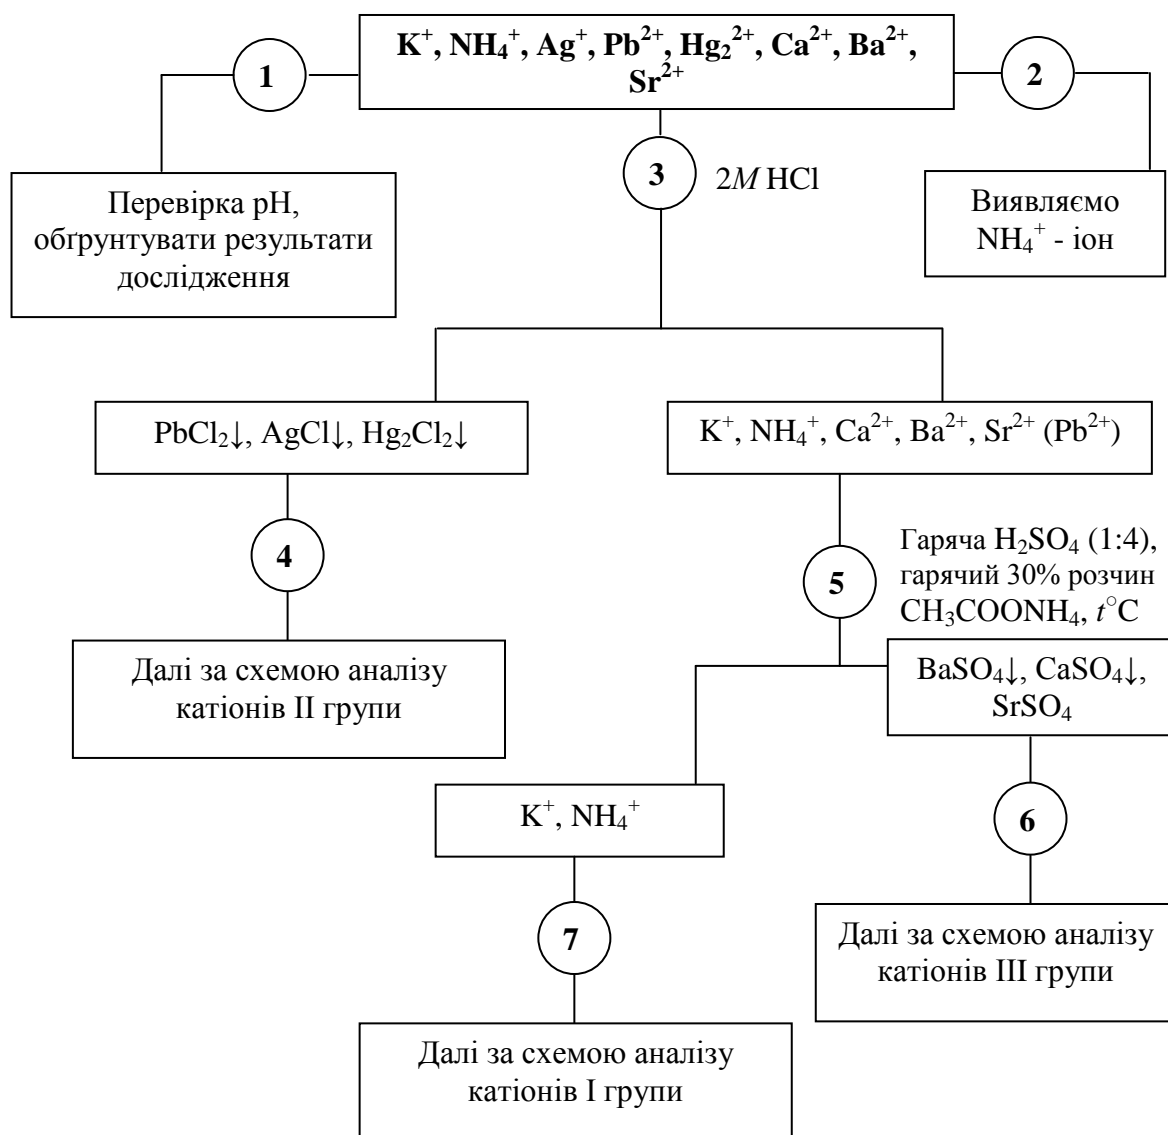 K⁺, NH₄⁺, Ag⁺, Pb²⁺, Hg₂²⁺, Ca²⁺, Ba²⁺,
Sr²⁺
1
2
3
2M HCl
Перевірка pH,
обґрунтувати результати
дослідження
Виявляємо
NH₄⁺ - іон
PbCl₂↓, AgCl↓, Hg₂Cl₂↓
K⁺, NH₄⁺, Ca²⁺, Ba²⁺, Sr²⁺ (Pb²⁺)
4
5
Гаряча H₂SO₄ (1:4),
гарячий 30% розчин
CH₃COONH₄, t°C
Далі за схемою аналізу
катіонів II групи
BaSO₄↓, CaSO₄↓,
SrSO₄
K⁺, NH₄⁺
6
7
Далі за схемою аналізу
катіонів III групи
Далі за схемою аналізу
катіонів I групи